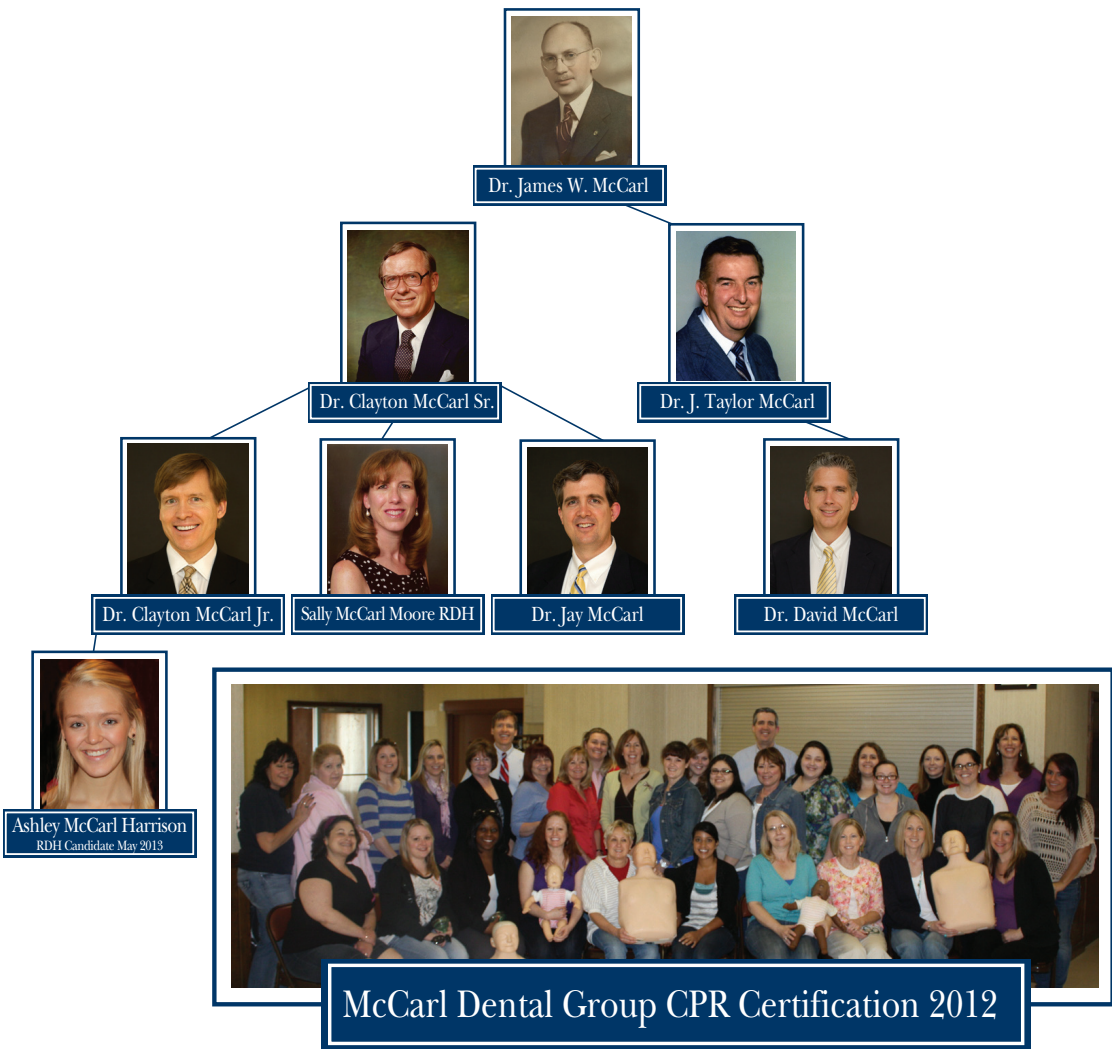 Dr. James W. McCarl
Dr. Clayton McCarl Sr.
Dr. J. Taylor McCarl
Dr. Clayton McCarl Jr.
Sally McCarl Moore RDH
Dr. Jay McCarl
Dr. David McCarl
Ashley McCarl Harrison
RDH Candidate May 2013
McCarl Dental Group CPR Certification 2012